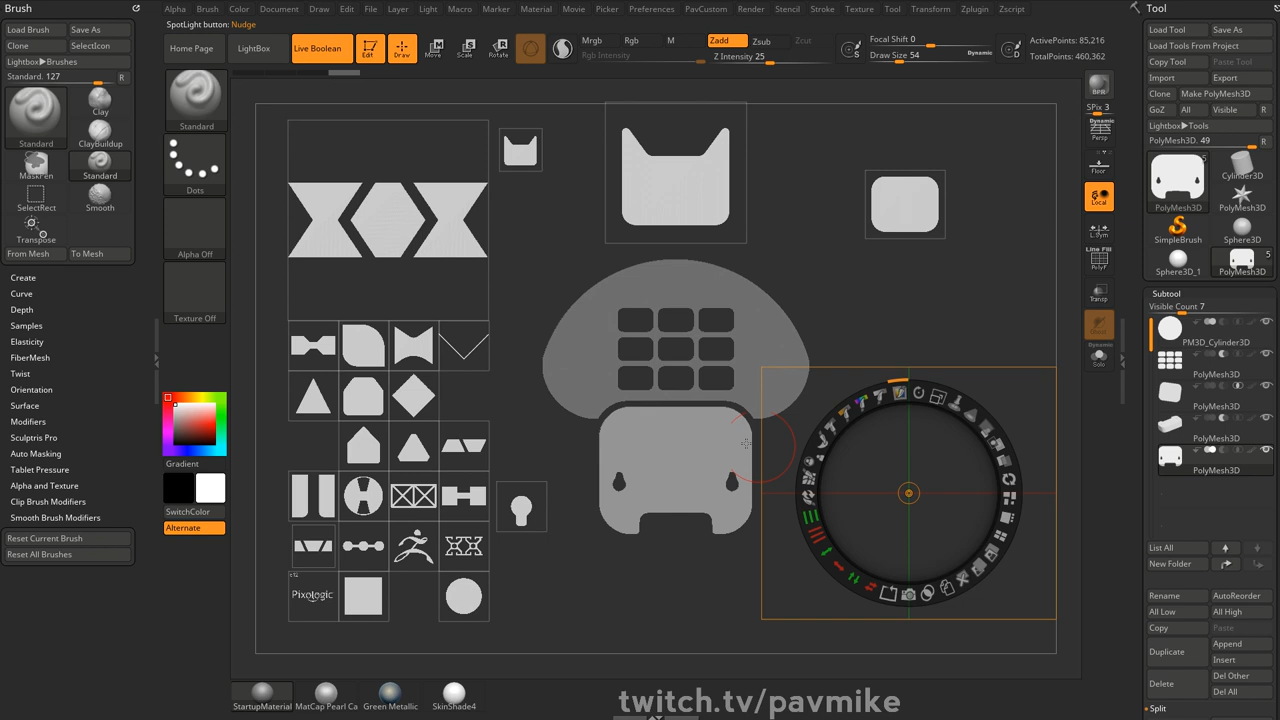 Brush
Alpha Brush Color Document Draw Edit File Layer Light Macro Marker Material Movie Picker Preferences PavCustom Render Stencil Stroke Texture Tool Transform Zplugin Zscript
Tool
SpotLight button: Nudge
Load Brush Save As
Clone SelectIcon
Lightbox▶Brushes
Standard. 127 R
Standard
Clay
ClayBuildup
MaskPen
Standard
SelectRect
Smooth
Transpose
From Mesh To Mesh
Create
Curve
Depth
Samples
Elasticity
FiberMesh
Twist
Orientation
Surface
Modifiers
Sculptris Pro
Auto Masking
Tablet Pressure
Alpha and Texture
Clip Brush Modifiers
Smooth Brush Modifiers
Reset Current Brush
Reset All Brushes
Home Page LightBox Live Boolean Edit Draw Move Scale Rotate
Mrgb Rgb M Zadd Zsub Zcut
Rgb Intensity Z Intensity 25
S Focal Shift 0
Draw Size 54 Dynamic
D ActivePoints: 85,216
TotalPoints: 460,362
Standard
Dots
Alpha Off
Texture Off
Gradient
SwitchColor
Alternate
Pixologic
StartupMaterial MatCap Pearl Ca Green Metallic SkinShade4
twitch.tv/pavmike
BPR
SPix 3
Dynamic
Persp
Floor
Local
L.Sym
Line Fill
PolyF
Transp
Dynamic
Solo
Load Tool Save As
Load Tools From Project
Copy Tool Paste Tool
Import Export
Clone Make PolyMesh3D
GoZ All Visible R
Lightbox▶Tools
PolyMesh3D. 49 R
5
PolyMesh3D
Cylinder3D
PolyMesh3D
SimpleBrush
Sphere3D
Sphere3D_1
5
PolyMesh3D
Subtool
Visible Count 7
PM3D_Cylinder3D
PolyMesh3D
PolyMesh3D
PolyMesh3D
PolyMesh3D
List All
New Folder
Rename AutoReorder
All Low All High
Copy Paste
Duplicate Append
Insert
Delete Del Other
Del All
Split